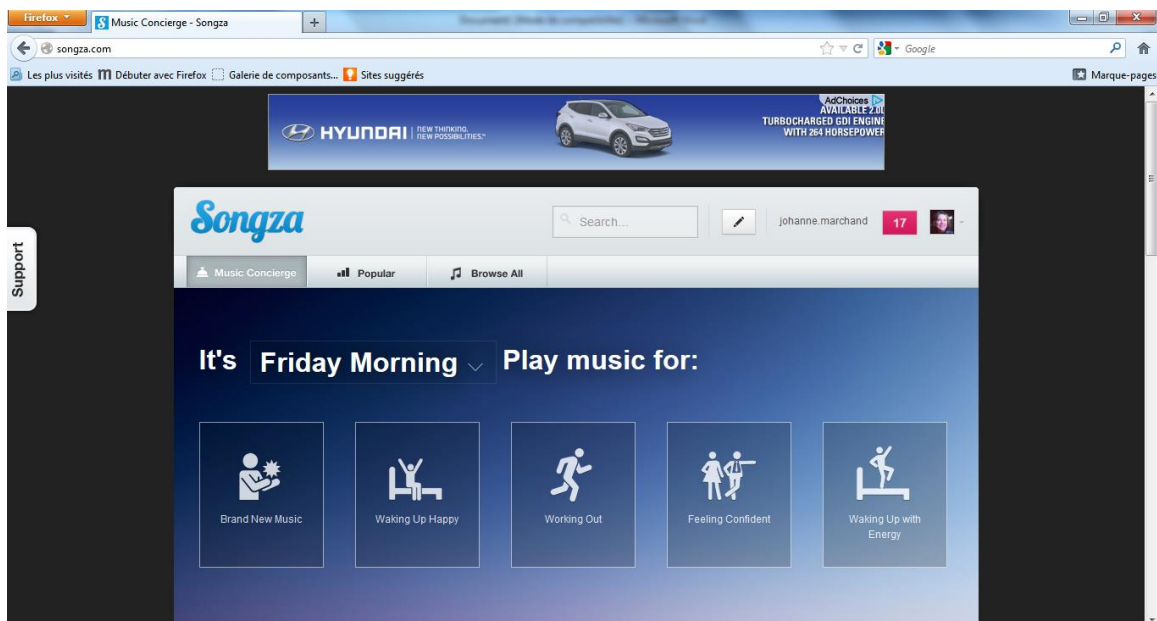 Firefox
Music Concierge - Songza
songza.com
Google
Les plus visités
Débuter avec Firefox
Galerie de composants...
Sites suggérés
Marque-pages
HYUNDAI
NEW THINKING.
NEW POSSIBILITIES.
AdChoices
AVAILABLE 2.0L
TURBOCHARGED GDI ENGINE
WITH 264 HORSEPOWER
Songza
Search...
johanne.marchand
17
Support
Music Concierge
Popular
Browse All
It's Friday Morning Play music for:
Brand New Music
Waking Up Happy
Working Out
Feeling Confident
Waking Up with
Energy